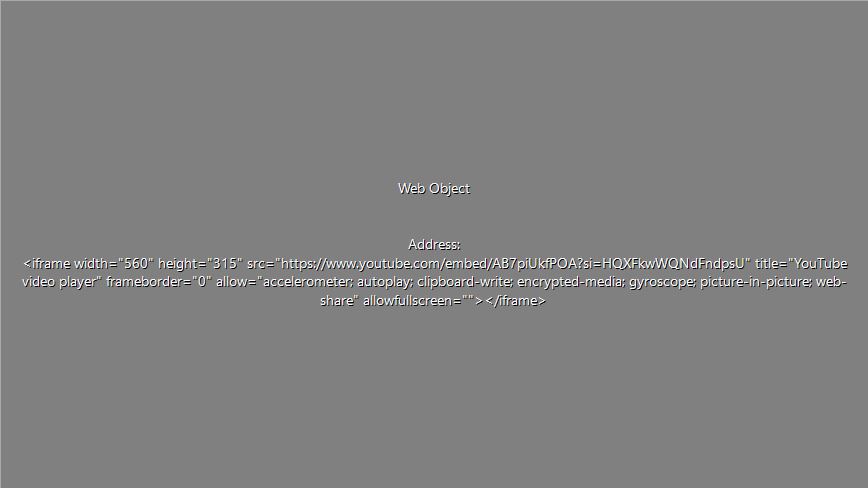 Web Object
Address:
<iframe width="560" height="315" src="https://www.youtube.com/embed/AB7piUkfPOA?si=HQXFkwWQNdFndpsU" title="YouTube
video player" frameborder="0" allow="accelerometer; autoplay; clipboard-write; encrypted-media; gyroscope; picture-in-picture; web-
share" allowfullscreen=""></iframe>